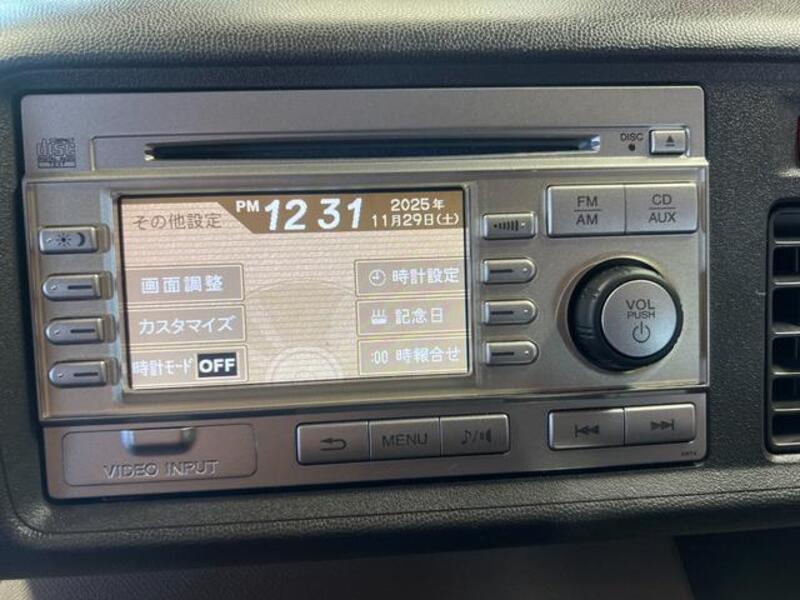 disc
DISC
その他設定
PM 12 31
2025年
11月29日(土)
FM
AM
CD
AUX
画面調整
時計設定
カスタマイズ
記念日
時計モード OFF
:00 時報合せ
VOL
PUSH
VIDEO INPUT
MENU